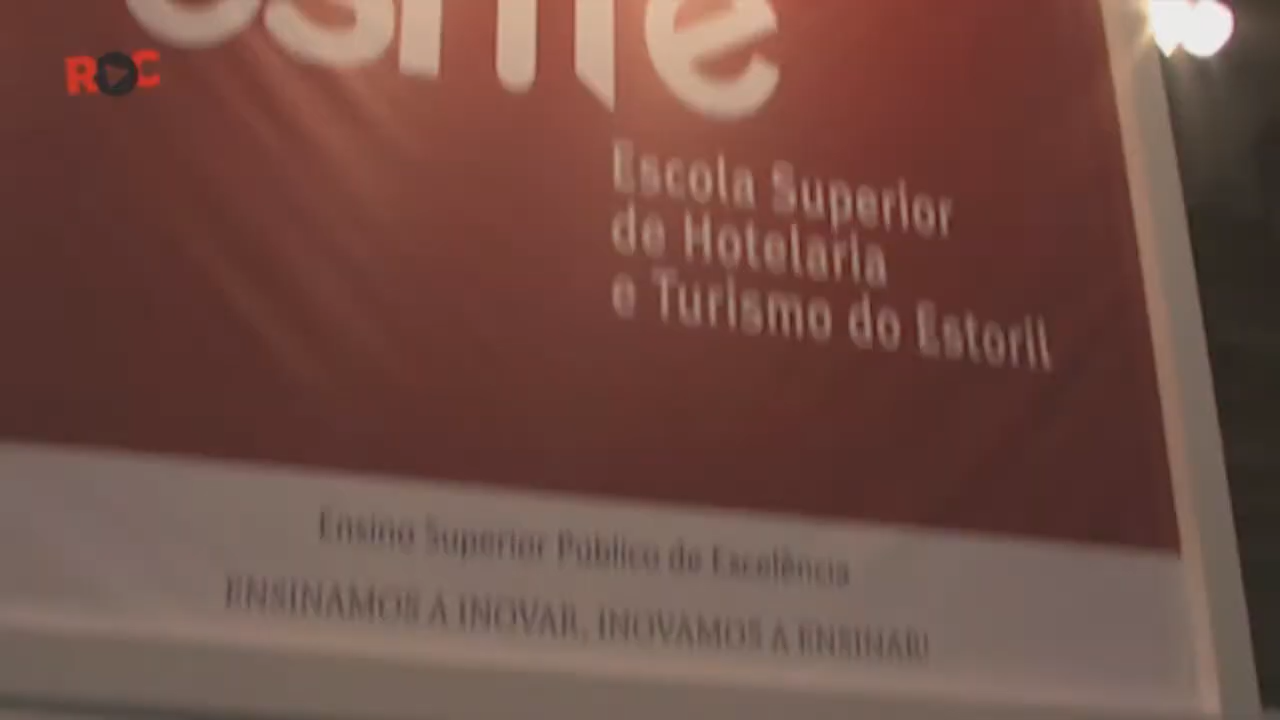 eshte
ROC
Escola Superior
de Hotelaria
e Turismo do Estoril
Ensino Superior Público de Excelência
ENSINAMOS A INOVAR, INOVAMOS A ENSINAR!